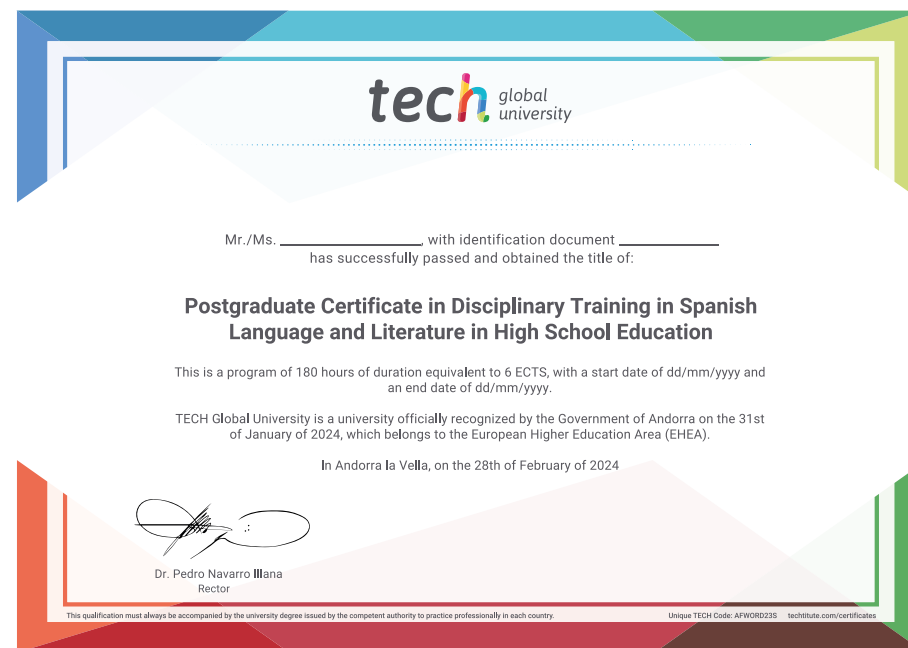 tech global university
Mr./Ms. ____________, with identification document ____________
has successfully passed and obtained the title of:
Postgraduate Certificate in Disciplinary Training in Spanish
Language and Literature in High School Education
This is a program of 180 hours of duration equivalent to 6 ECTS, with a start date of dd/mm/yyyy and
an end date of dd/mm/yyyy.
TECH Global University is a university officially recognized by the Government of Andorra on the 31st
of January of 2024, which belongs to the European Higher Education Area (EHEA).
In Andorra la Vella, on the 28th of February of 2024
Dr. Pedro Navarro Illana
Rector
This qualification must always be accompanied by the university degree issued by the competent authority to practice professionally in each country.
Unique TECH Code: AFWORD23S techtitute.com/certificates